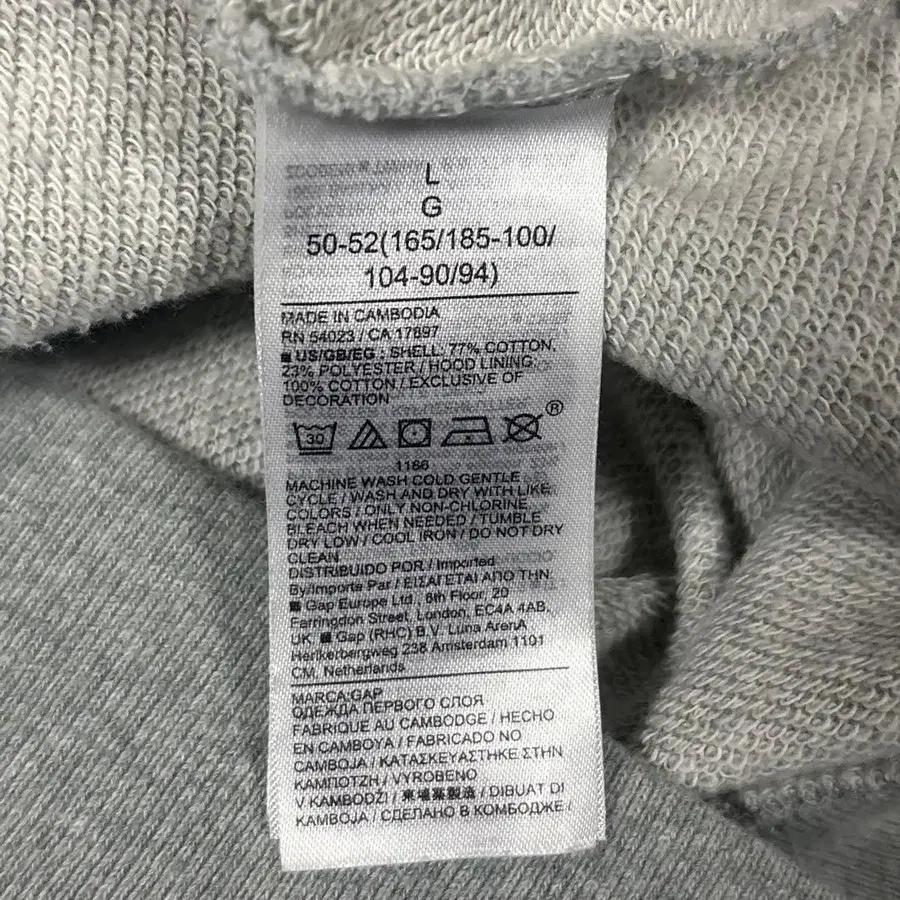 L
G
50-52(165/185-100/
104-90/94)
MADE IN CAMBODIA
RN 54023 / CA 17897
US/GB/EG : SHELL: 77% COTTON,
23% POLYESTER / HOOD LINING:
100% COTTON / EXCLUSIVE OF
DECORATION
30
®
1166
MACHINE WASH COLD GENTLE
CYCLE / WASH AND DRY WITH LIKE
COLORS / ONLY NON-CHLORINE
BLEACH WHEN NEEDED / TUMBLE
DRY LOW / COOL IRON / DO NOT DRY
CLEAN
DISTRIBUIDO POR / Imported
By/Importe Par / ΕΙΣΑΓΕΤΑΙ ΑΠΟ ΤΗΝ:
Gap Europe Ltd., 6th Floor, 20
Farringdon Street, London, EC4A 4AB,
UK Gap (RHC) B.V. Luna ArenA
Herikerbergweg 238 Amsterdam 1101
CM, Netherlands
MARCA:GAP
ОДЕЖДА ПЕРВОГО СЛОЯ
FABRIQUE AU CAMBODGE / HECHO
EN CAMBOYA / FABRICADO NO
CAMBOJA / ΚΑΤΑΣΚΕΥΑΣΤΗΚΕ ΣΤΗΝ
ΚΑΜΠΟΤΖΗ / VYROBENO
V KAMBODŽI / 柬埔寨製造 / DIBUAT DI
KAMBOJA / СДЕЛАНО В КОМБОДЖЕ /